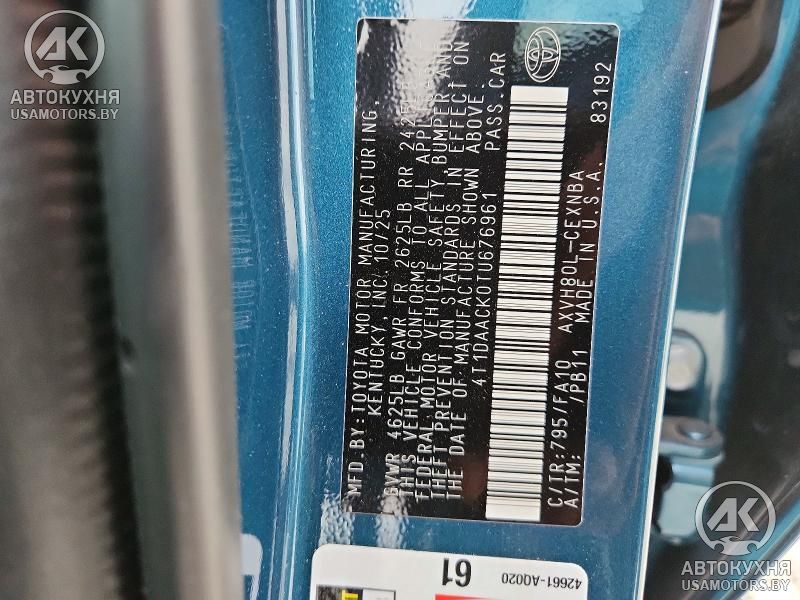 MFD.BY:TOYOTA MOTOR MANUFACTURING,
KENTUCKY, INC. 10/25
GVWR 4625LB GAWR FR 2625LB RR 2425LB
THIS VEHICLE CONFORMS TO ALL
FEDERAL MOTOR VEHICLE SAFETY BUMPER AND
THEFT PREVENTION STANDARDS IN EFFECT ON
THE DATE OF MANUFACTURE SHOWN ABOVE.
4T1DAACK0TU676961 PASS.CAR
C/TR:795/FA10 AXVH80L-CEXNBA
A/TM: /PB11 MADE IN U.S.A. 83192
42661-AQ020
61
АК
АВТОКУХНЯ
USAMOTORS.BY
АК
АВТОКУХНЯ
USAMOTORS.BY